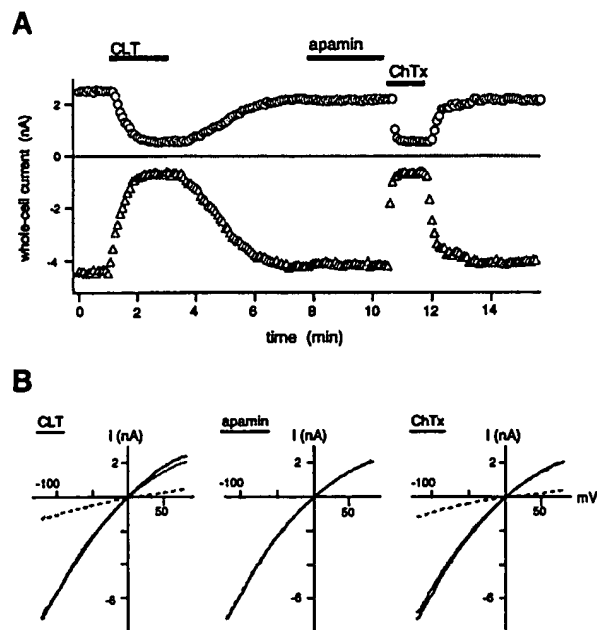 A
CLT
apamin
ChTx
whole-cell current (nA)
2
0
-2
-4
0 2 4 6 8 10 12 14
time (min)
B
CLT I (nA) apamin I (nA) ChTx I (nA)
2 2 2
-100 -100 -100 mV
50 50 50
-6 -6 -6